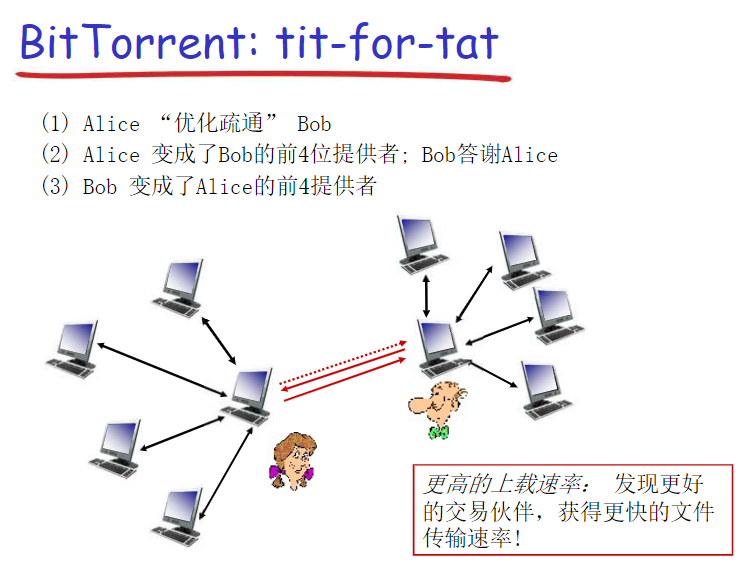 BitTorrent: tit-for-tat
(1) Alice “优化疏通” Bob
(2) Alice 变成了Bob的前4位提供者; Bob答谢Alice
(3) Bob 变成了Alice的前4提供者
更高的上载速率: 发现更好
的交易伙伴, 获得更快的文件
传输速率!